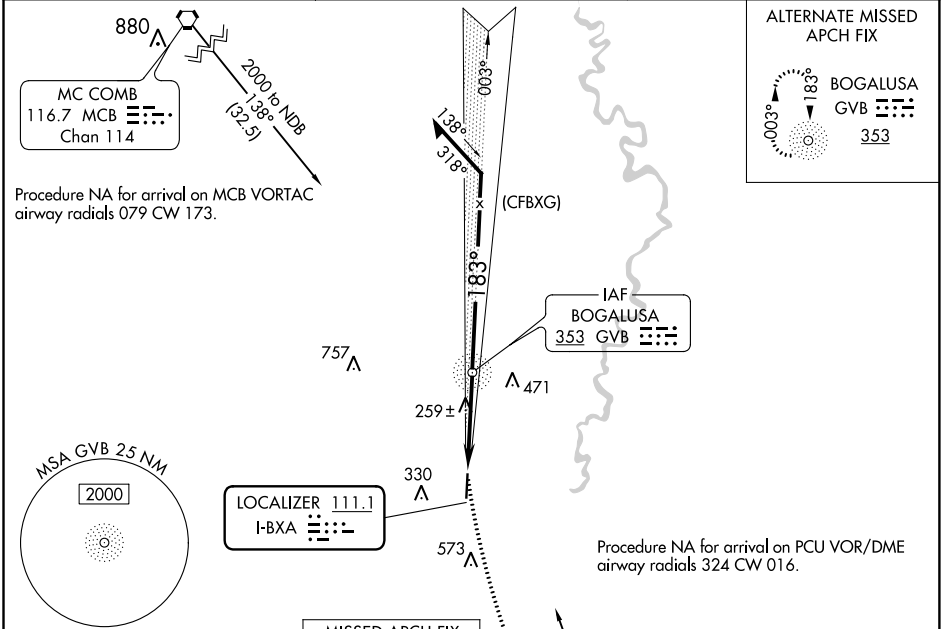 880
MC COMB
116.7 MCB
Chan 114
2000 to NDB
138°
(32.5)
Procedure NA for arrival on MCB VORTAC
airway radials 079 CW 173.
003°
138°
318°
(CFBXG)
183°
ALTERNATE MISSED
APCH FIX
003°
183°
BOGALUSA
GVB
353
IAF
BOGALUSA
353 GVB
757
471
259±
330
MSA GVB 25 NM
2000
LOCALIZER 111.1
I-BXA
573
Procedure NA for arrival on PCU VOR/DME
airway radials 324 CW 016.
MISSED APCH FIX